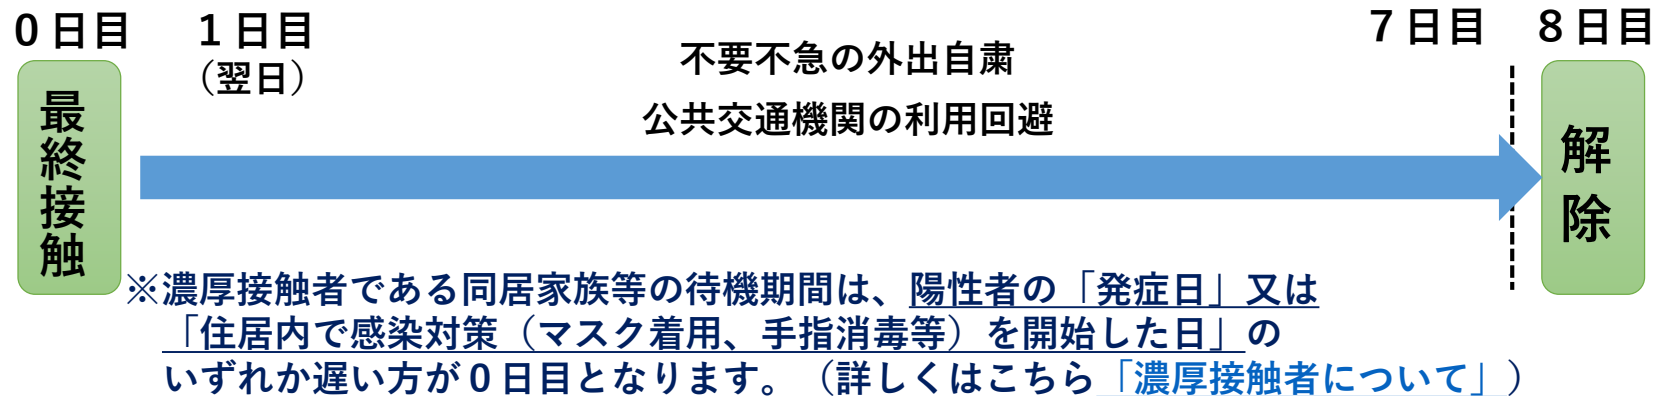 ０日目
１日目
（翌日）
不要不急の外出自粛
公共交通機関の利用回避
７日目
８日目
最終接触
解除
※濃厚接触者である同居家族等の待機期間は、陽性者の「発症日」又は
「住居内で感染対策（マスク着用、手指消毒等）を開始した日」の
いずれか遅い方が０日目となります。（詳しくはこちら「濃厚接触者について」）